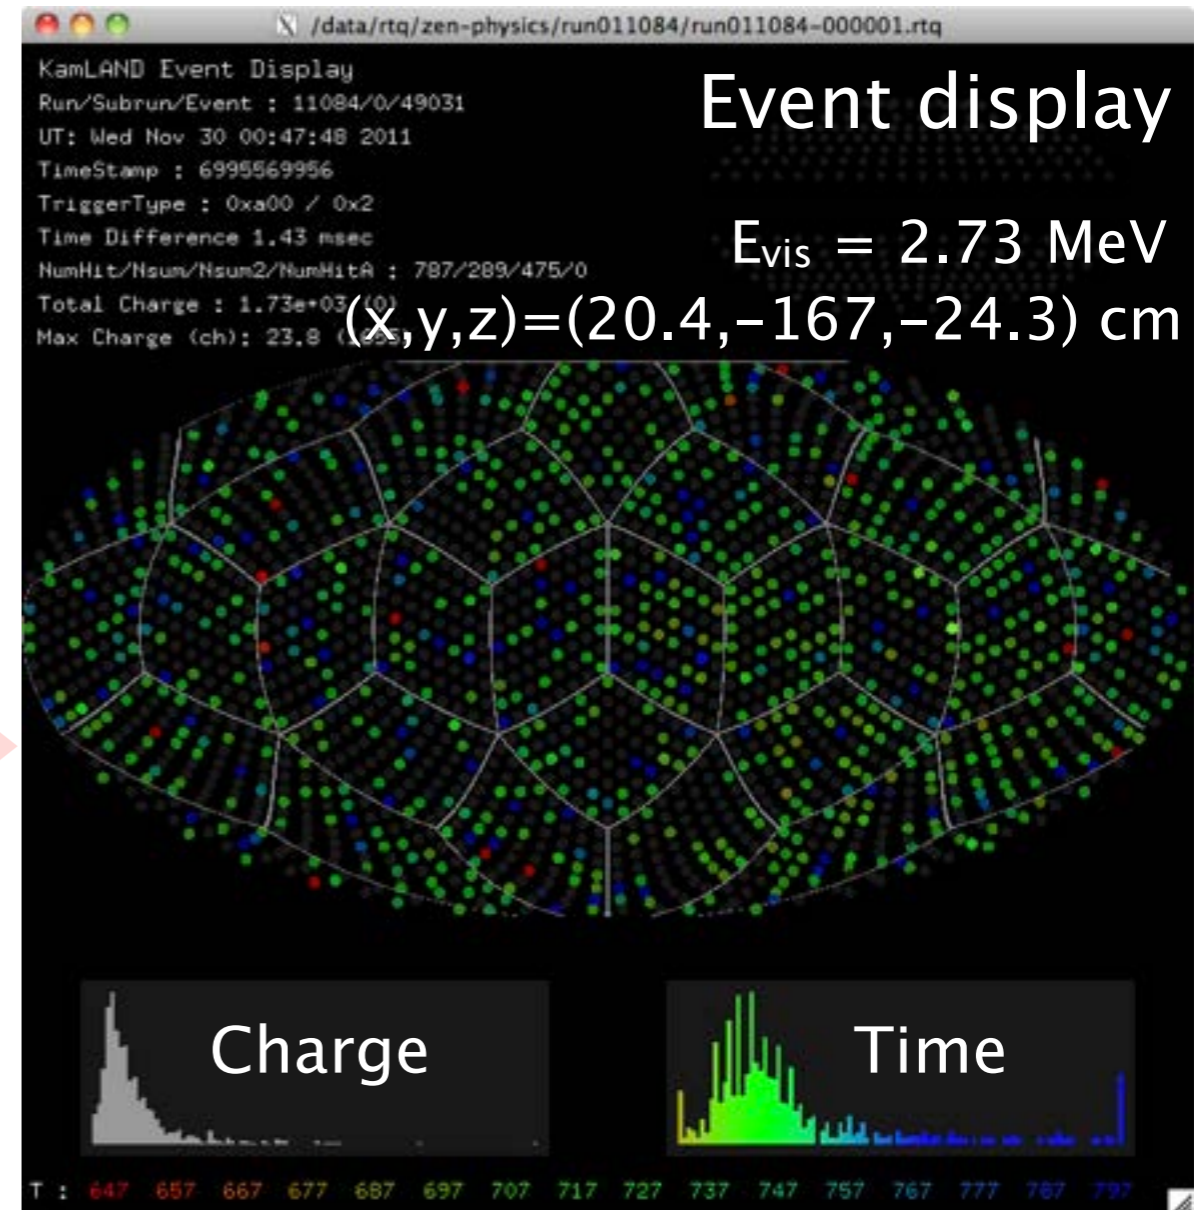 X /data/rtq/zen-physics/run011084/run011084-000001.rtq
KamLAND Event Display
Run/Subrun/Event : 11084/0/49031
UT: Wed Nov 30 00:47:48 2011
TimeStamp : 6995569956
TriggerType : 0xa00 / 0x2
Time Difference 1.43 msec
NumHit/Nsum/Nsum2/NumHitA : 787/289/475/0
Total Charge : 1.73e+03 (0)
Max Charge (ch): 23.8
Event display
Evis = 2.73 MeV
(x,y,z)=(20.4,-167,-24.3) cm
Charge
Time
T : 647 657 667 677 687 697 707 717 727 737 747 757 767 777 787 797